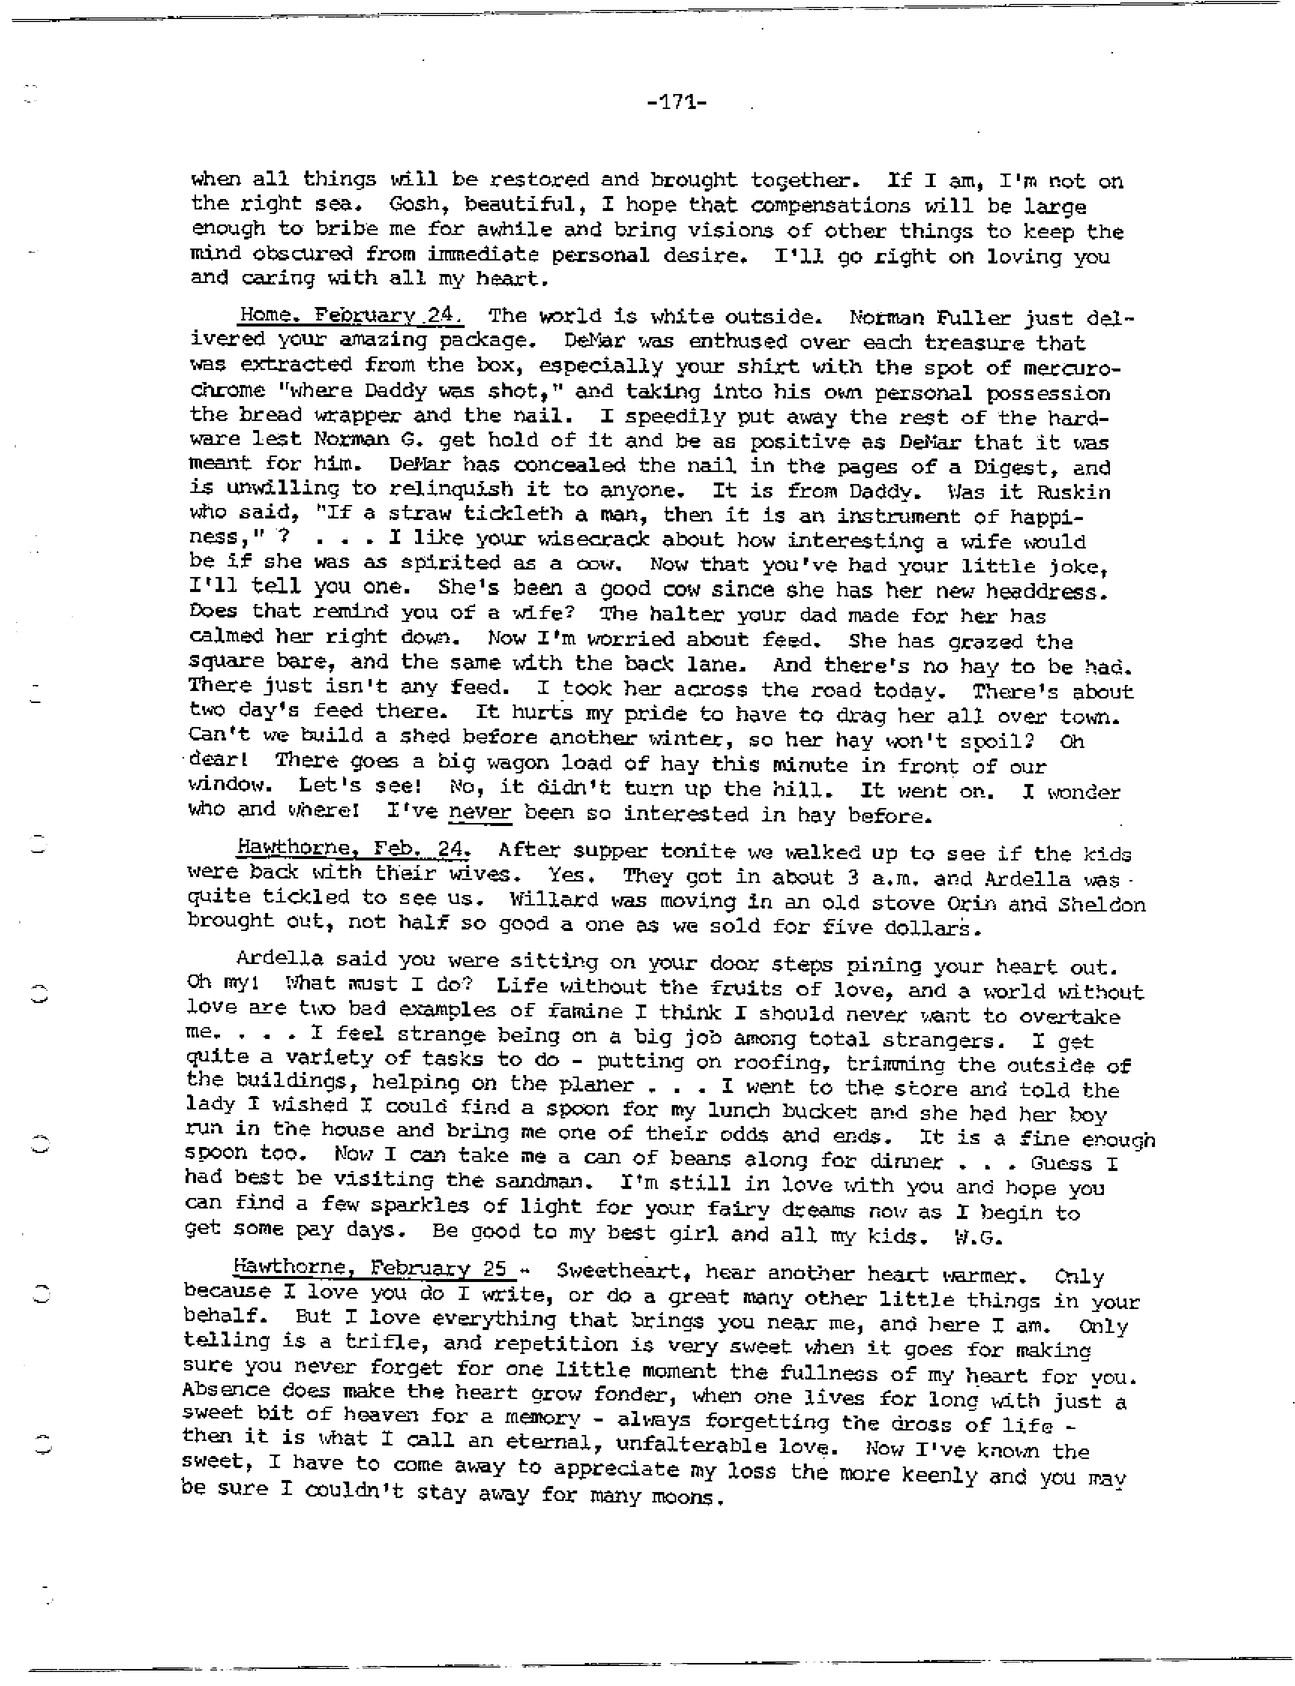 -171-
when all things will be restored and brought together. If I am, I'm not on
the right sea. Gosh, beautiful, I hope that compensations will be large
enough to bribe me for awhile and bring visions of other things to keep the
mind obscured from immediate personal desire. I'll go right on loving you
and caring with all my heart.
Home. February 24. The world is white outside. Norman Fuller just del-
ivered your amazing package. DeMar was enthused over each treasure that
was extracted from the box, especially your shirt with the spot of mercuro-
chrome "where Daddy was shot," and taking into his own personal possession
the bread wrapper and the nail. I speedily put away the rest of the hard-
ware lest Norman G. get hold of it and be as positive as DeMar that it was
meant for him. DeMar has concealed the nail in the pages of a Digest, and
is unwilling to relinquish it to anyone. It is from Daddy. Was it Ruskin
who said, "If a straw tickleth a man, then it is an instrument of happi-
ness," ? . . . I like your wisecrack about how interesting a wife would
be if she was as spirited as a cow. Now that you've had your little joke,
I'll tell you one. She's been a good cow since she has her new headdress.
Does that remind you of a wife? The halter your dad made for her has
calmed her right down. Now I'm worried about feed. She has grazed the
square bare, and the same with the back lane. And there's no hay to be had.
There just isn't any feed. I took her across the road today. There's about
two day's feed there. It hurts my pride to have to drag her all over town.
Can't we build a shed before another winter, so her hay won't spoil? Oh
dear! There goes a big wagon load of hay this minute in front of our
window. Let's see! No, it didn't turn up the hill. It went on. I wonder
who and where! I've never been so interested in hay before.
Hawthorne, Feb. 24. After supper tonite we walked up to see if the kids
were back with their wives. Yes. They got in about 3 a.m. and Ardella was
quite tickled to see us. Willard was moving in an old stove Orin and Sheldon
brought out, not half so good a one as we sold for five dollars.
Ardella said you were sitting on your door steps pining your heart out.
Oh my! What must I do? Life without the fruits of love, and a world without
love are two bad examples of famine I think I should never want to overtake
me. . . . I feel strange being on a big job among total strangers. I get
quite a variety of tasks to do - putting on roofing, trimming the outside of
the buildings, helping on the planer . . . I went to the store and told the
lady I wished I could find a spoon for my lunch bucket and she had her boy
run in the house and bring me one of their odds and ends. It is a fine enough
spoon too. Now I can take me a can of beans along for dinner . . . Guess I
had best be visiting the sandman. I'm still in love with you and hope you
can find a few sparkles of light for your fairy dreams now as I begin to
get some pay days. Be good to my best girl and all my kids. W.G.
Hawthorne, February 25 - Sweetheart, hear another heart warmer. Only
because I love you do I write, or do a great many other little things in your
behalf. But I love everything that brings you near me, and here I am. Only
telling is a trifle, and repetition is very sweet when it goes for making
sure you never forget for one little moment the fullness of my heart for you.
Absence does make the heart grow fonder, when one lives for long with just a
sweet bit of heaven for a memory - always forgetting the dross of life -
then it is what I call an eternal, unfalterable love. Now I've known the
sweet, I have to come away to appreciate my loss the more keenly and you may
be sure I couldn't stay away for many moons.